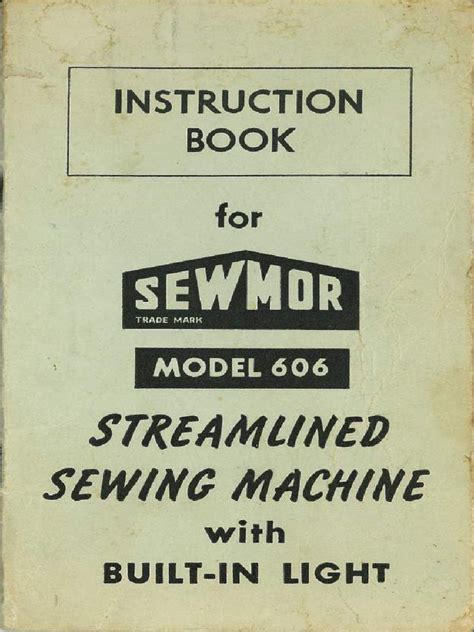 INSTRUCTION
BOOK
for
SEWMOR
TRADE MARK
MODEL 606
STREAMLINED
SEWING MACHINE
with
BUILT-IN LIGHT